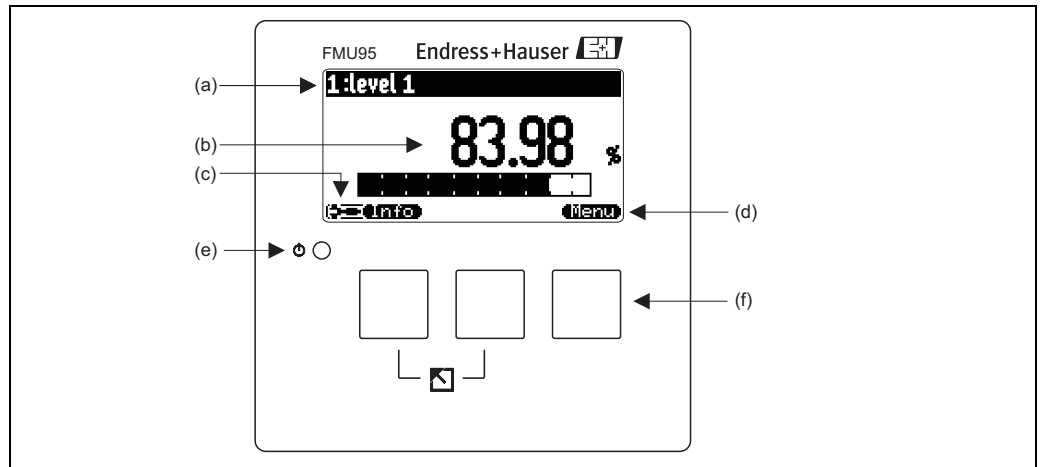 FMU95 Endress+Hauser
(a) 1:level 1
(b) 83.98 %
(c)
Info Menu (d)
(e)
(f)